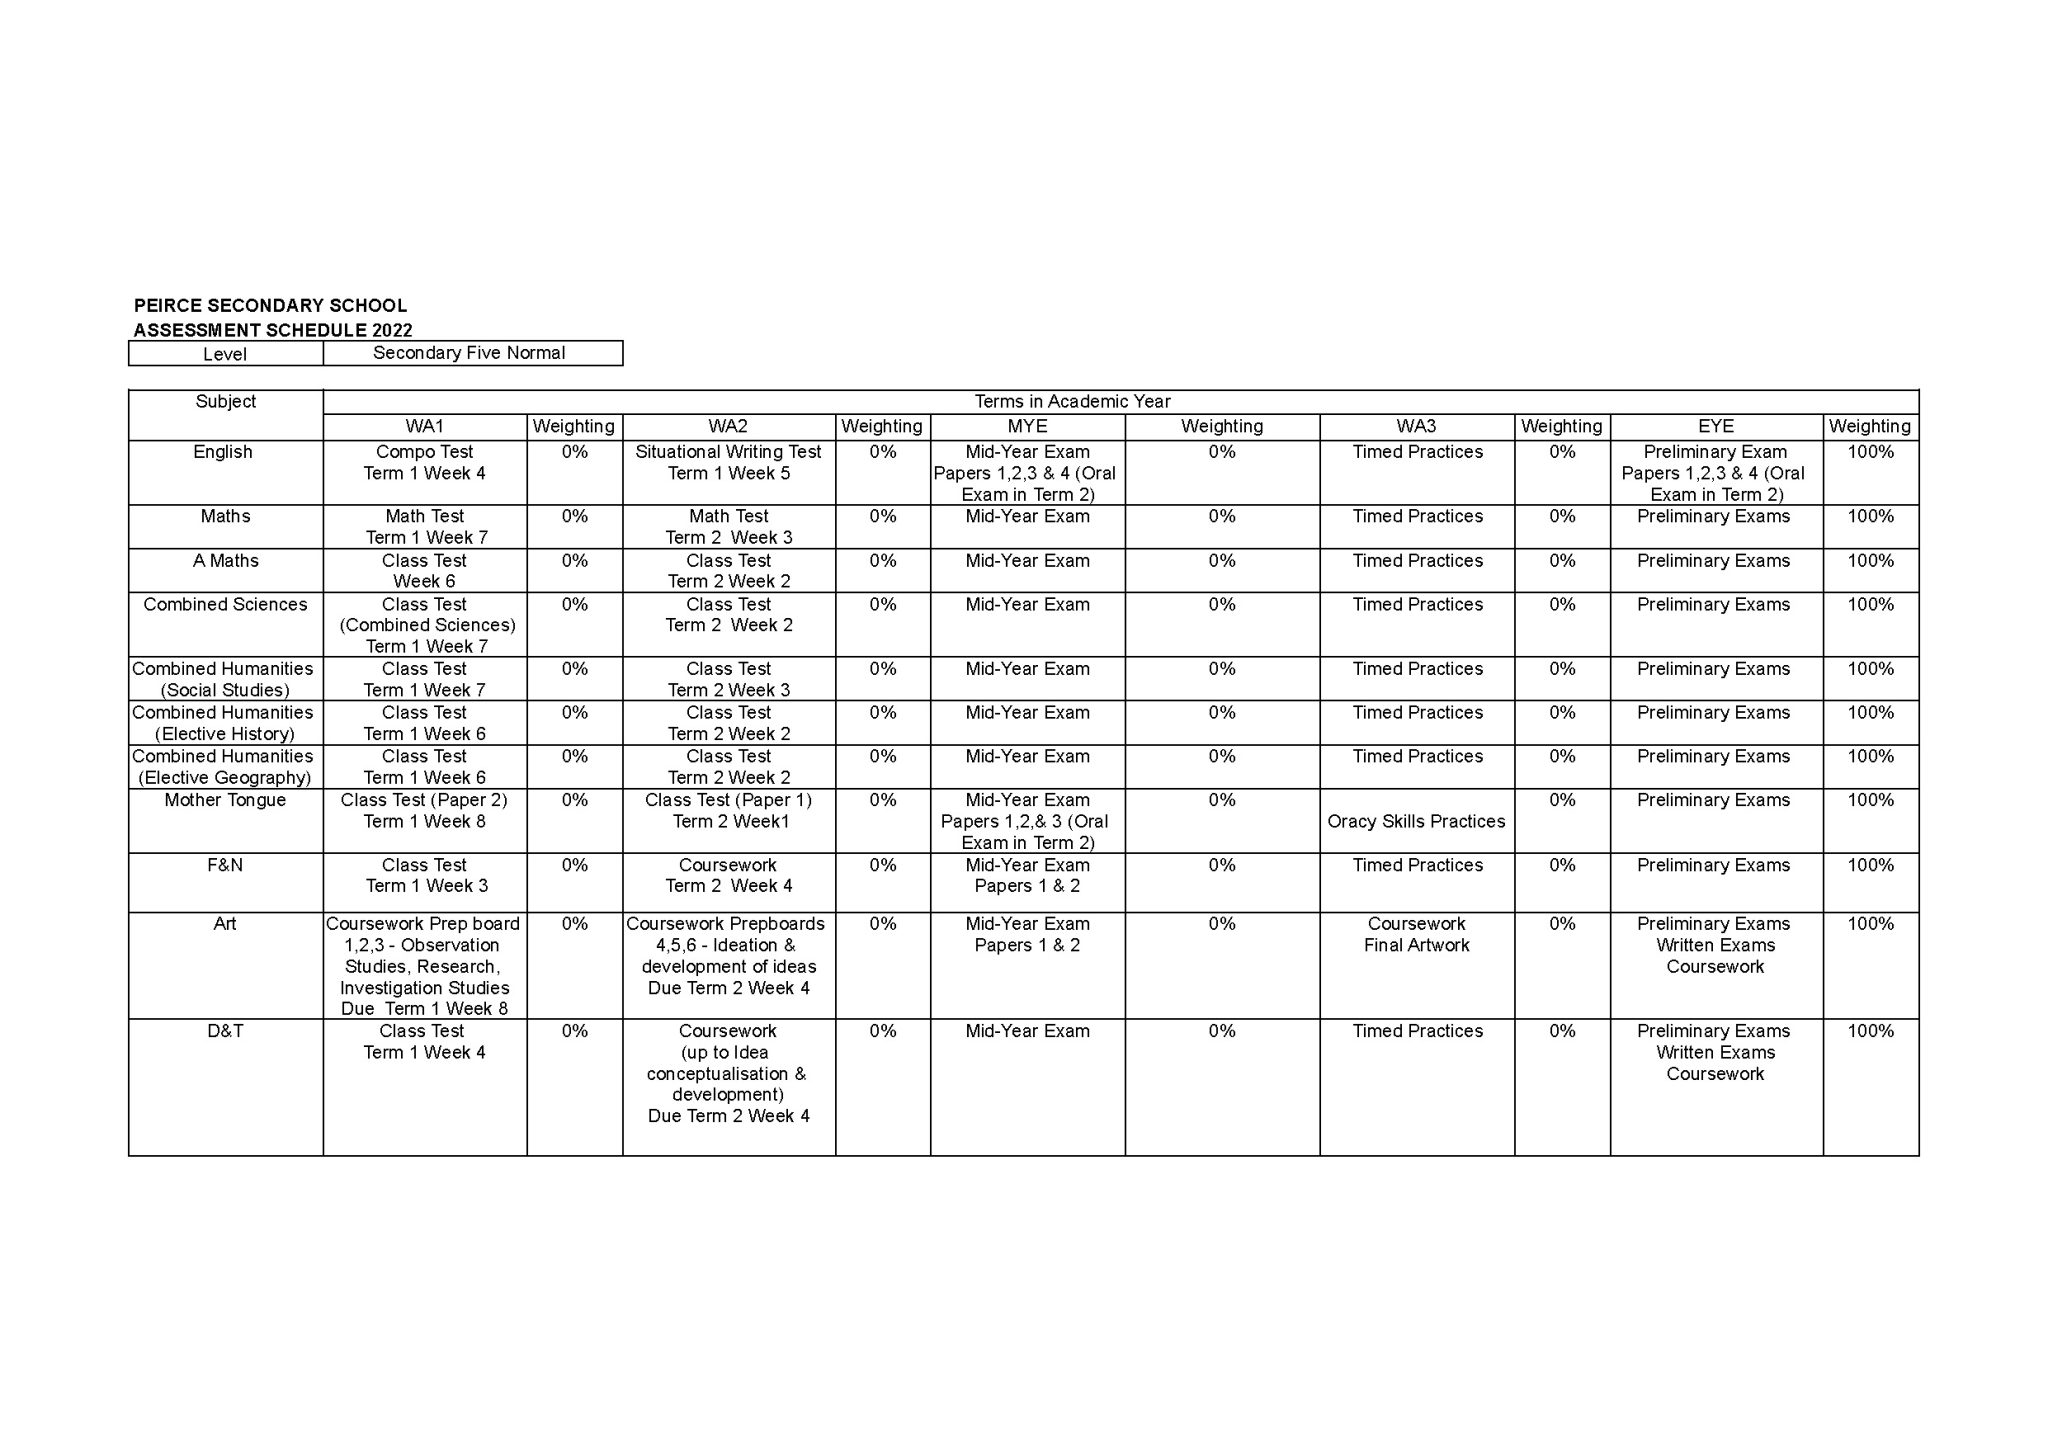 PEIRCE SECONDARY SCHOOL
ASSESSMENT SCHEDULE 2022
Level Secondary Five Normal
Subject Terms in Academic Year
WA1 Weighting WA2 Weighting MYE Weighting WA3 Weighting EYE Weighting
English Compo Test 0% Situational Writing Test 0% Mid-Year Exam 0% Timed Practices 0% Preliminary Exam 100%
Term 1 Week 4 Term 1 Week 5 Papers 1,2,3 & 4 (Oral Papers 1,2,3 & 4 (Oral
Exam in Term 2) Exam in Term 2)
Maths Math Test 0% Math Test 0% Mid-Year Exam 0% Timed Practices 0% Preliminary Exams 100%
Term 1 Week 7 Term 2 Week 3
A Maths Class Test 0% Class Test 0% Mid-Year Exam 0% Timed Practices 0% Preliminary Exams 100%
Week 6 Term 2 Week 2
Combined Sciences Class Test 0% Class Test 0% Mid-Year Exam 0% Timed Practices 0% Preliminary Exams 100%
(Combined Sciences) Term 2 Week 2
Term 1 Week 7
Combined Humanities Class Test 0% Class Test 0% Mid-Year Exam 0% Timed Practices 0% Preliminary Exams 100%
(Social Studies) Term 1 Week 7 Term 2 Week 3
Combined Humanities Class Test 0% Class Test 0% Mid-Year Exam 0% Timed Practices 0% Preliminary Exams 100%
(Elective History) Term 1 Week 6 Term 2 Week 2
Combined Humanities Class Test 0% Class Test 0% Mid-Year Exam 0% Timed Practices 0% Preliminary Exams 100%
(Elective Geography) Term 1 Week 6 Term 2 Week 2
Mother Tongue Class Test (Paper 2) 0% Class Test (Paper 1) 0% Mid-Year Exam 0% 0% Preliminary Exams 100%
Term 1 Week 8 Term 2 Week1 Papers 1,2,& 3 (Oral Oracy Skills Practices
Exam in Term 2)
F&N Class Test 0% Coursework 0% Mid-Year Exam 0% Timed Practices 0% Preliminary Exams 100%
Term 1 Week 3 Term 2 Week 4 Papers 1 & 2
Art Coursework Prep board 0% Coursework Prepboards 0% Mid-Year Exam 0% Coursework 0% Preliminary Exams 100%
1,2,3 - Observation 4,5,6 - Ideation & Papers 1 & 2 Final Artwork Written Exams
Studies, Research, development of ideas Coursework
Investigation Studies Due Term 2 Week 4
Due Term 1 Week 8
D&T Class Test 0% Coursework 0% Mid-Year Exam 0% Timed Practices 0% Preliminary Exams 100%
Term 1 Week 4 (up to Idea Written Exams
conceptualisation & Coursework
development)
Due Term 2 Week 4